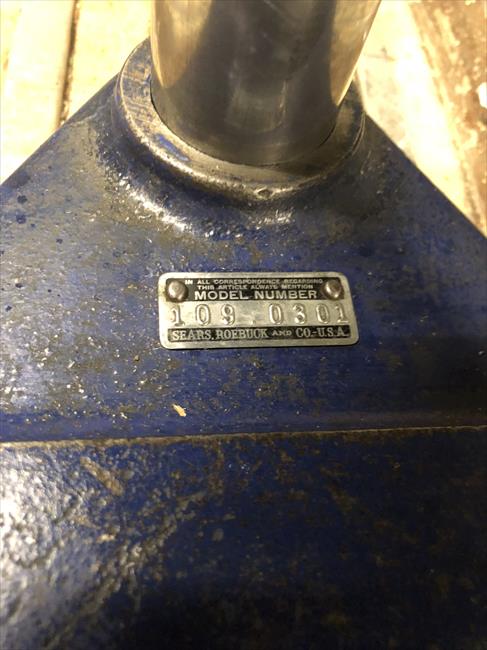 IN ALL CORRESPONDENCE REGARDING
THIS ARTICLE ALWAYS MENTION
MODEL NUMBER
109.0301
SEARS, ROEBUCK AND CO.-U.S.A.